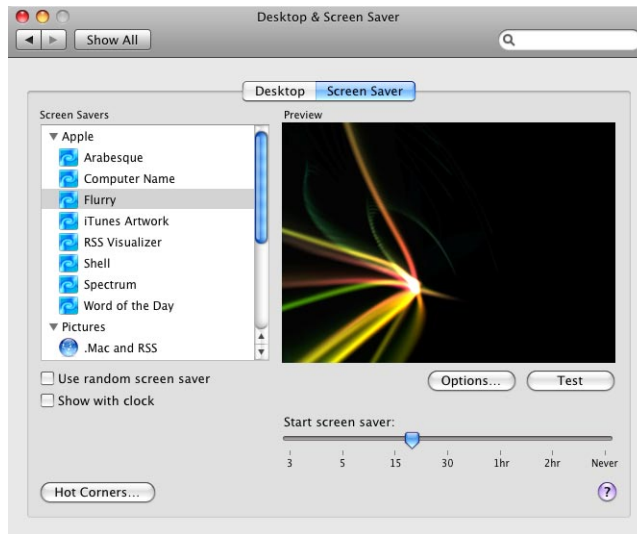 Desktop & Screen Saver
Show All
Desktop Screen Saver
Screen Savers
Preview
Apple
Arabesque
Computer Name
Flurry
iTunes Artwork
RSS Visualizer
Shell
Spectrum
Word of the Day
Pictures
.Mac and RSS
Use random screen saver
Show with clock
Options... Test
Start screen saver:
3 5 15 30 1hr 2hr Never
Hot Corners... ?